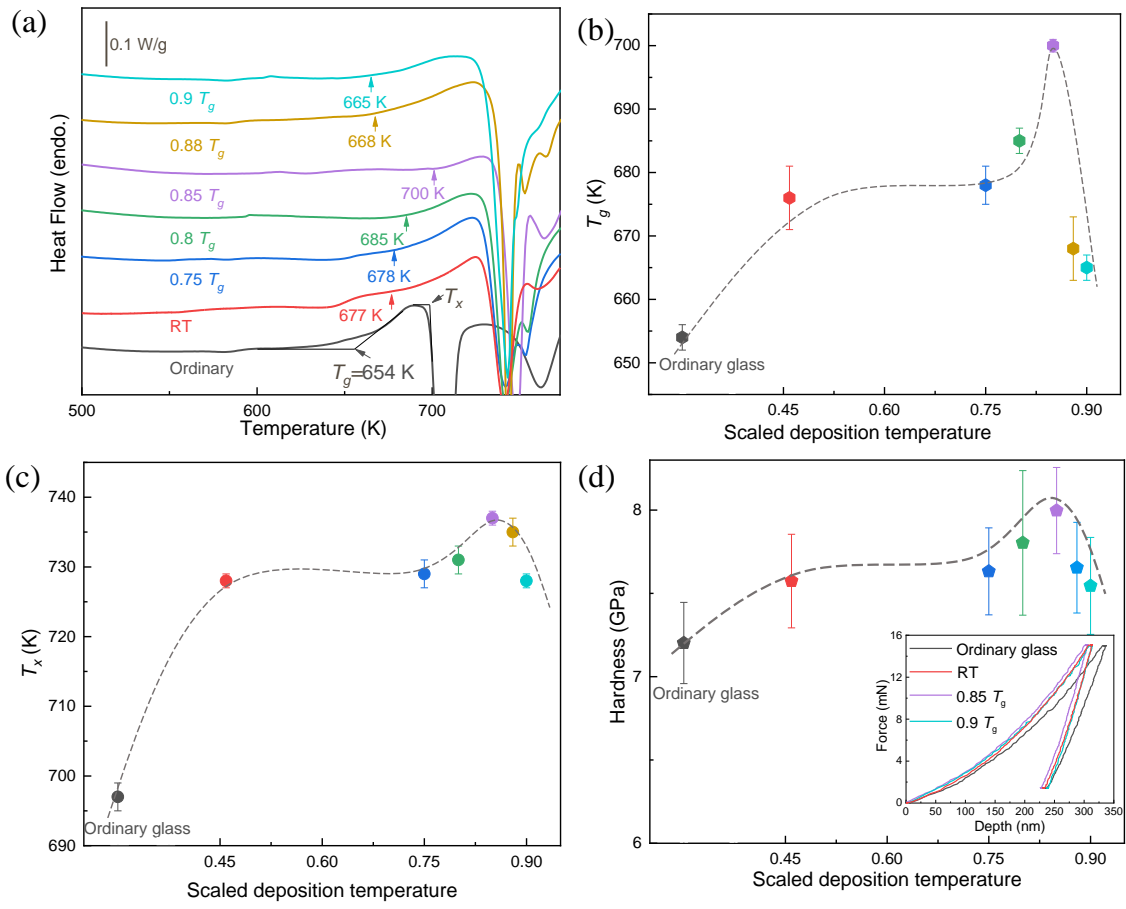 (a)
0.1 W/g
Heat Flow (endo.)
0.9 Tg
665 K
0.88 Tg
668 K
0.85 Tg
700 K
0.8 Tg
685 K
0.75 Tg
678 K
RT
677 K
Tx
Ordinary
Tg=654 K
500 600 700
Temperature (K)
(b)
700
690
680
670
660
650
Tg (K)
Ordinary glass
0.45 0.60 0.75 0.90
Scaled deposition temperature
(c)
740
730
720
710
700
690
Tx (K)
Ordinary glass
0.45 0.60 0.75 0.90
Scaled deposition temperature
(d)
8
7
6
Hardness (GPa)
Ordinary glass
Ordinary glass
RT
0.85 Tg
0.9 Tg
16
12
8
4
0
Force (mN)
0 50 100 150 200 250 300 350
Depth (nm)
0.45 0.60 0.75 0.90
Scaled deposition temperature